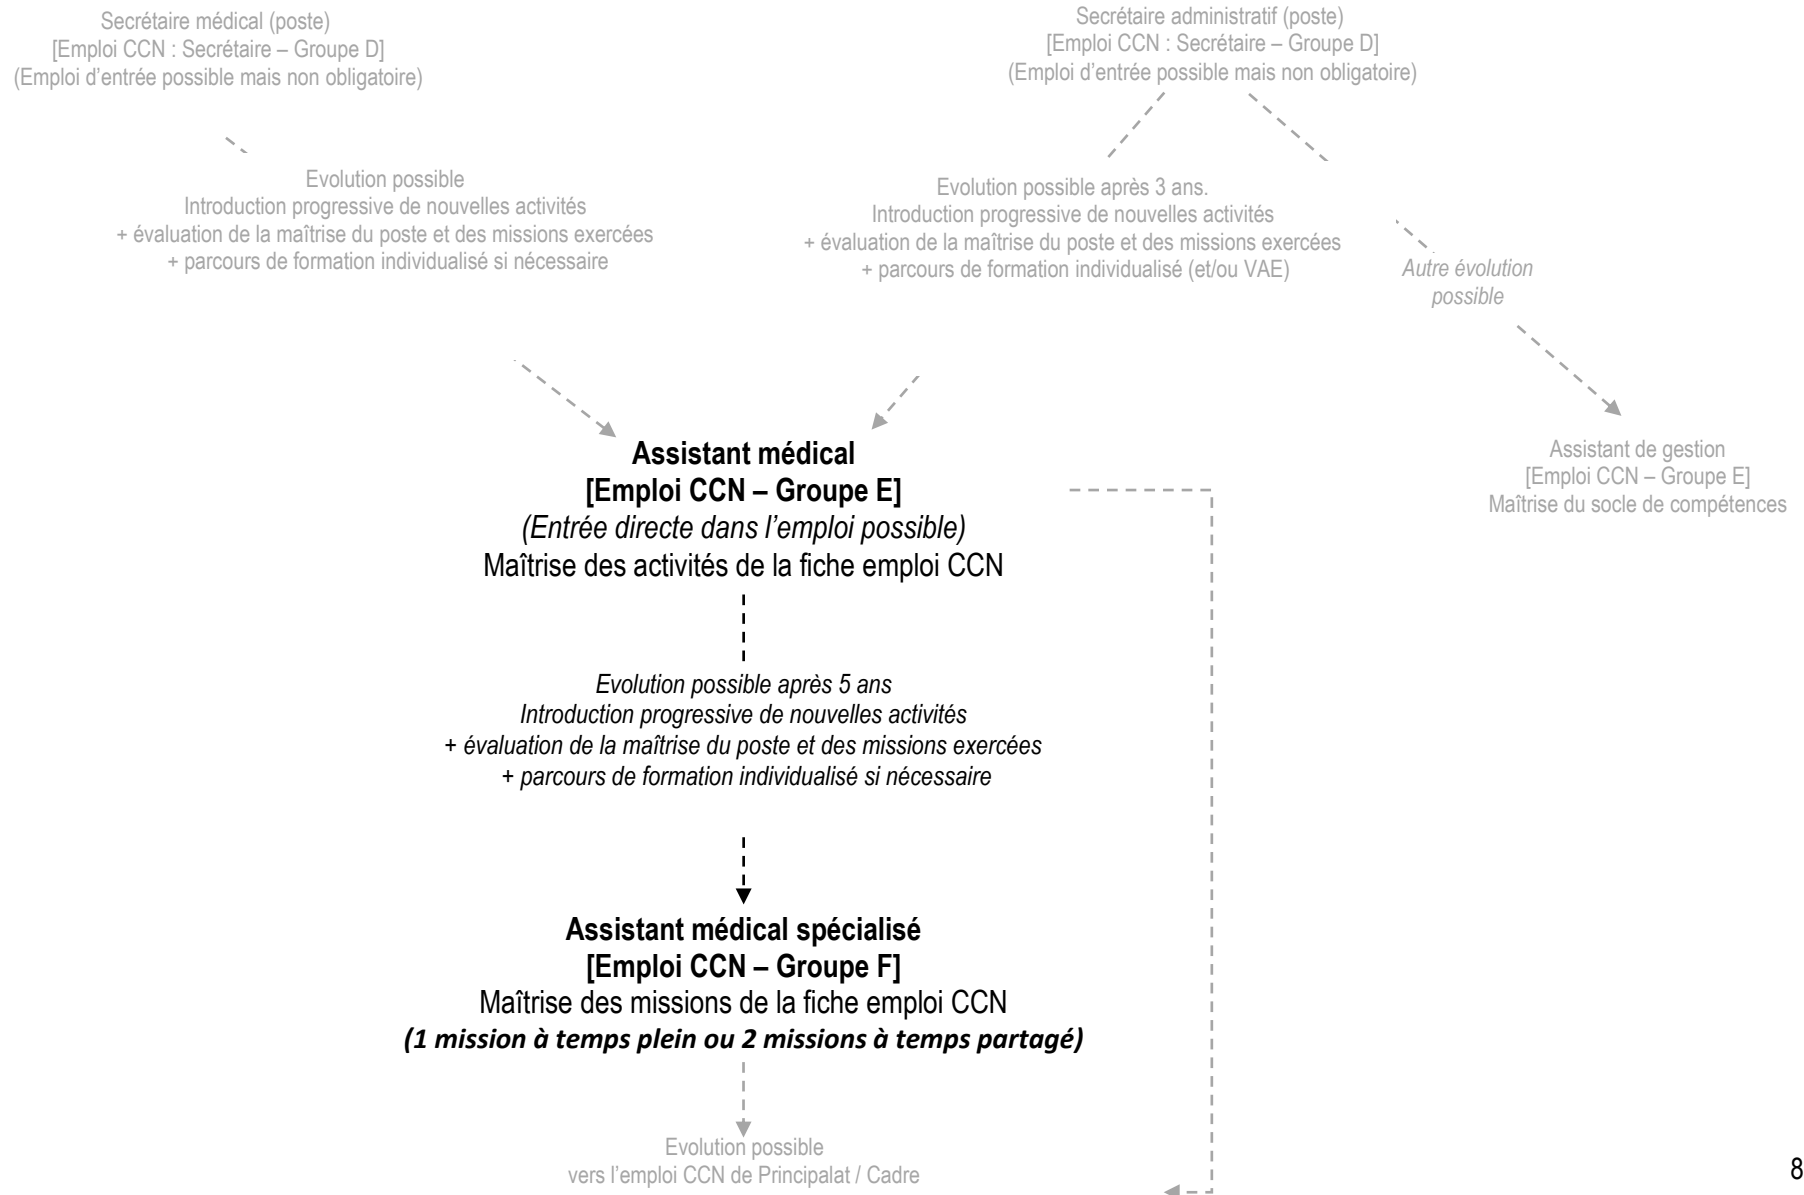 Secrétaire médical (poste)
[Emploi CCN : Secrétaire – Groupe D]
(Emploi d'entrée possible mais non obligatoire)
Secrétaire administratif (poste)
[Emploi CCN : Secrétaire – Groupe D]
(Emploi d'entrée possible mais non obligatoire)
Evolution possible
Introduction progressive de nouvelles activités
+ évaluation de la maîtrise du poste et des missions exercées
+ parcours de formation individualisé si nécessaire
Evolution possible après 3 ans.
Introduction progressive de nouvelles activités
+ évaluation de la maîtrise du poste et des missions exercées
+ parcours de formation individualisé (et/ou VAE)
Autre évolution
possible
Assistant médical
[Emploi CCN – Groupe E]
(Entrée directe dans l'emploi possible)
Maîtrise des activités de la fiche emploi CCN
Assistant de gestion
[Emploi CCN – Groupe E]
Maîtrise du socle de compétences
Evolution possible après 5 ans
Introduction progressive de nouvelles activités
+ évaluation de la maîtrise du poste et des missions exercées
+ parcours de formation individualisé si nécessaire
Assistant médical spécialisé
[Emploi CCN – Groupe F]
Maîtrise des missions de la fiche emploi CCN
(1 mission à temps plein ou 2 missions à temps partagé)
Evolution possible
vers l'emploi CCN de Principalat / Cadre
8